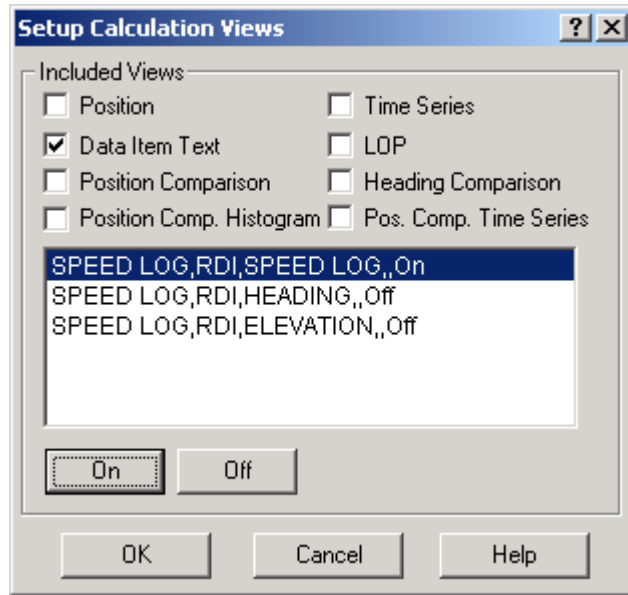 Setup Calculation Views
Included Views
Position
Time Series
Data Item Text
LOP
Position Comparison
Heading Comparison
Position Comp. Histogram
Pos. Comp. Time Series
SPEED LOG,RDI,SPEED LOG,,On
SPEED LOG,RDI,HEADING,,Off
SPEED LOG,RDI,ELEVATION,,Off
On
Off
OK
Cancel
Help